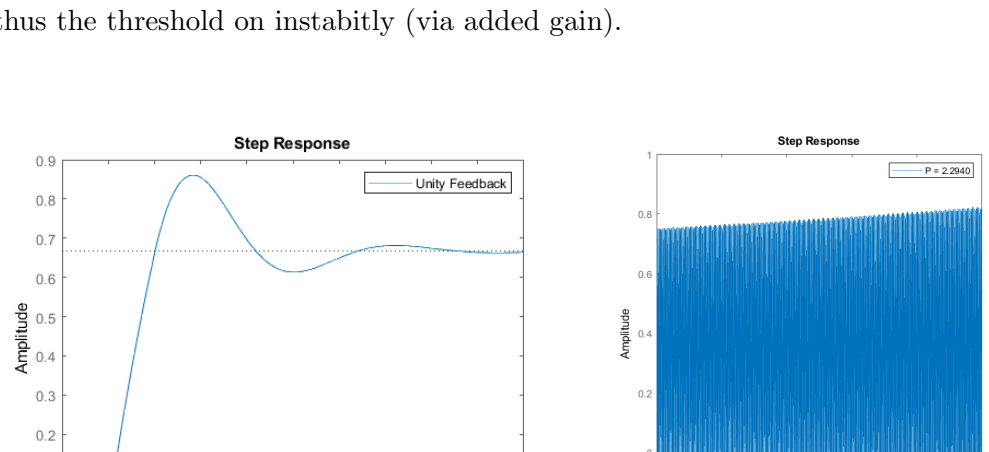 thus the threshold on instabitly (via added gain).
Step Response
0.9
0.8
0.7
0.6
0.5
0.4
0.3
0.2
Amplitude
Unity Feedback
Step Response
1
0.8
0.6
0.4
0.2
0
Amplitude
P = 2.2940